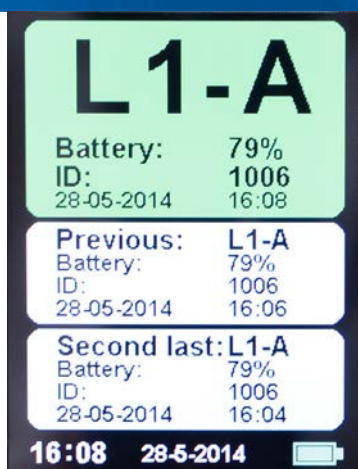 L1-A
Battery: 79%
ID: 1006
28-05-2014 16:08
Previous: L1-A
Battery: 79%
ID: 1006
28-05-2014 16:06
Second last: L1-A
Battery: 79%
ID: 1006
28-05-2014 16:04
16:08 28-5-2014